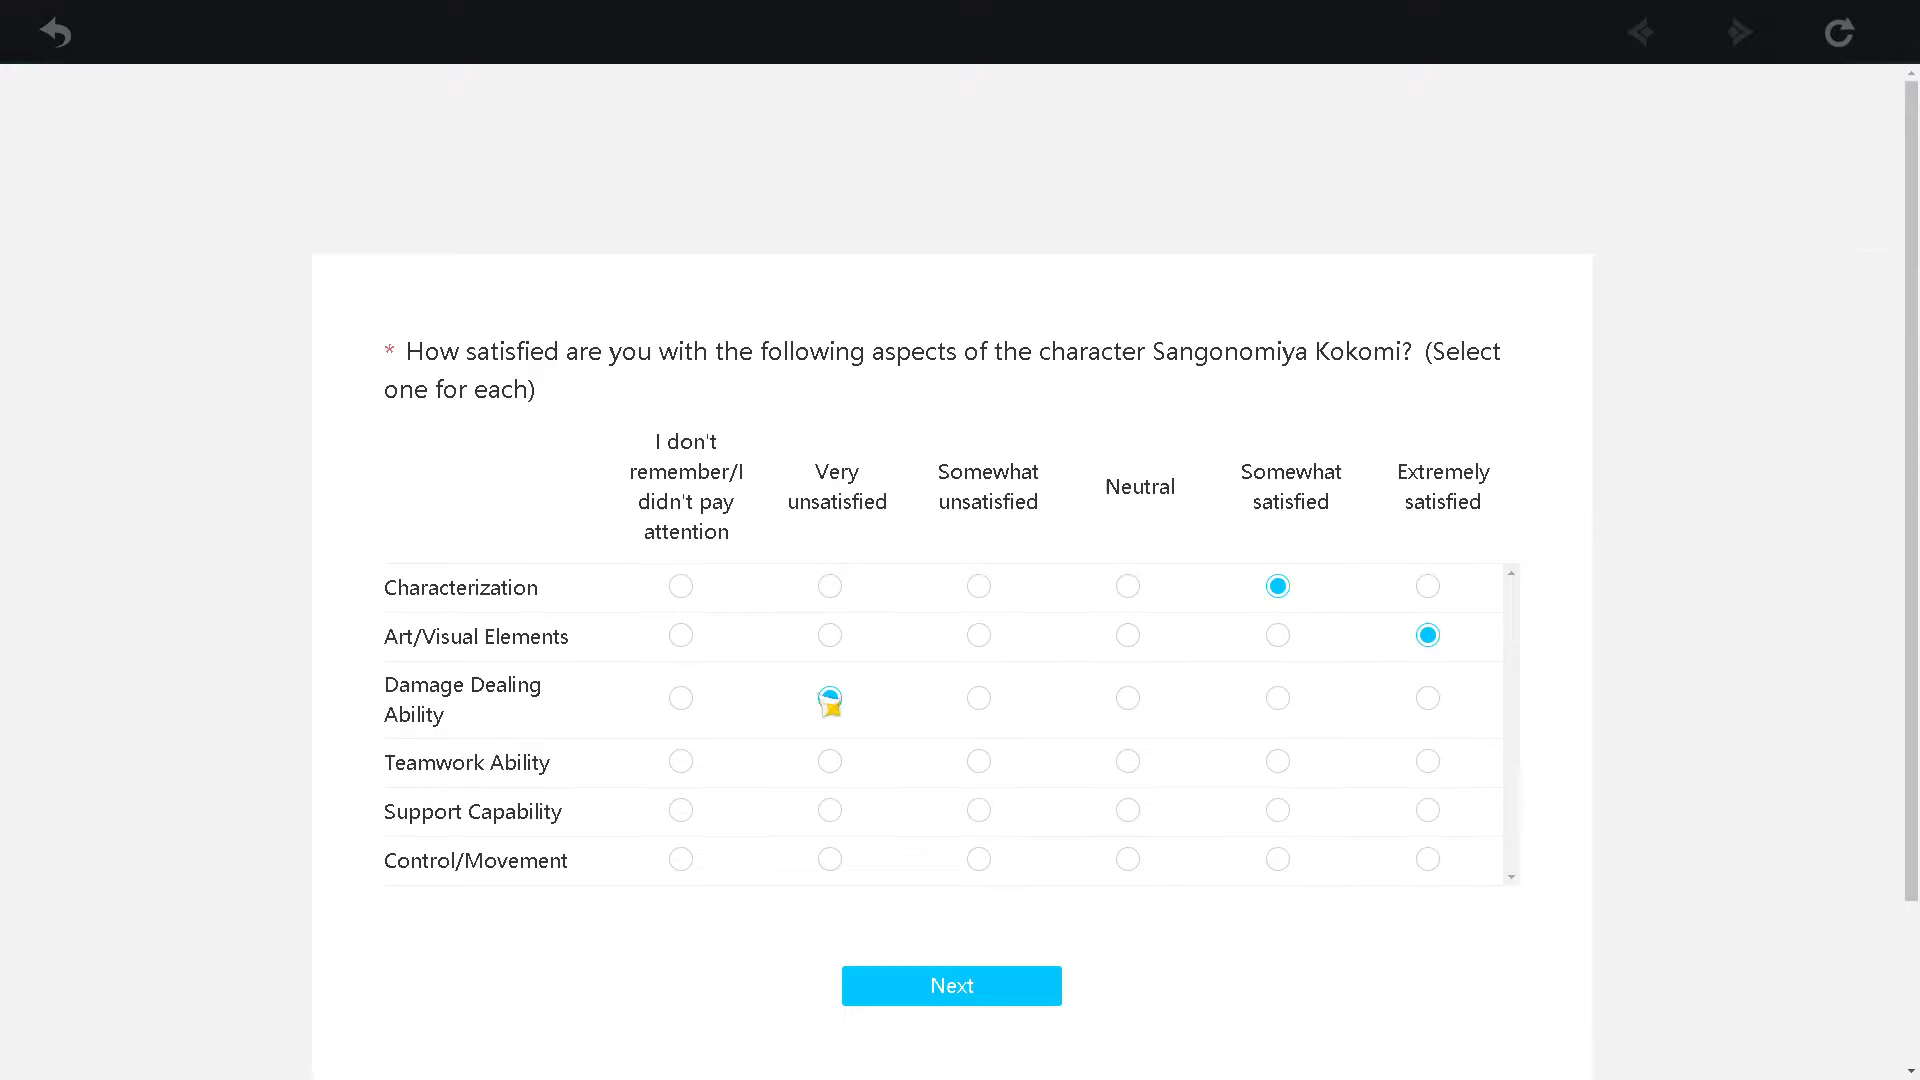 * How satisfied are you with the following aspects of the character Sangonomiya Kokomi? (Select
one for each)
I don't
remember/I
didn't pay
attention
Very
unsatisfied
Somewhat
unsatisfied
Neutral
Somewhat
satisfied
Extremely
satisfied
Characterization
Art/Visual Elements
Damage Dealing
Ability
Teamwork Ability
Support Capability
Control/Movement
Next